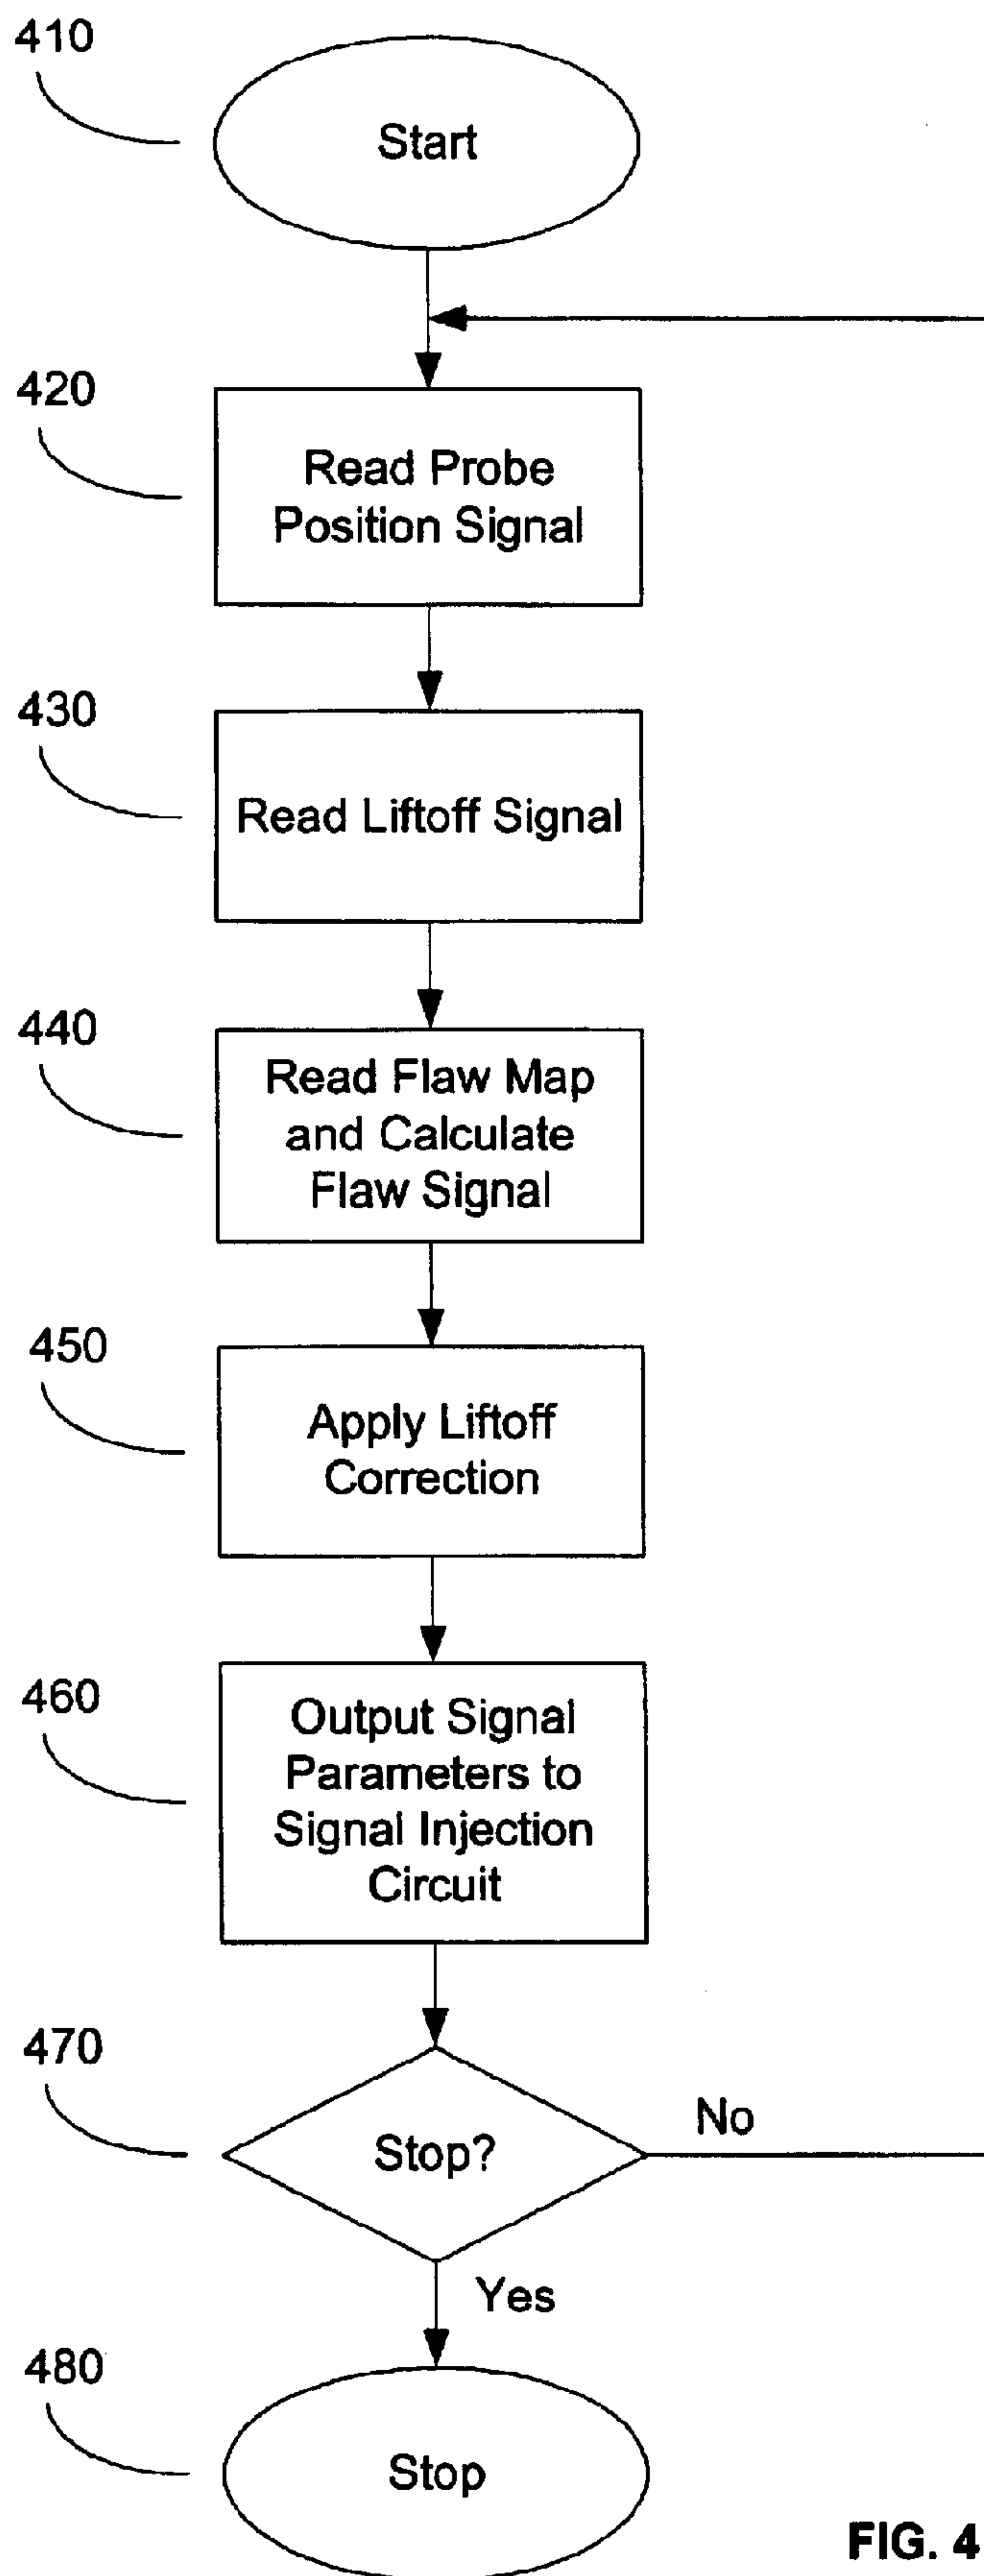 410
Start
420
Read Probe
Position Signal
430
Read Liftoff Signal
440
Read Flaw Map
and Calculate
Flaw Signal
450
Apply Liftoff
Correction
460
Output Signal
Parameters to
Signal Injection
Circuit
470
Stop?
No
Yes
480
Stop
FIG. 4